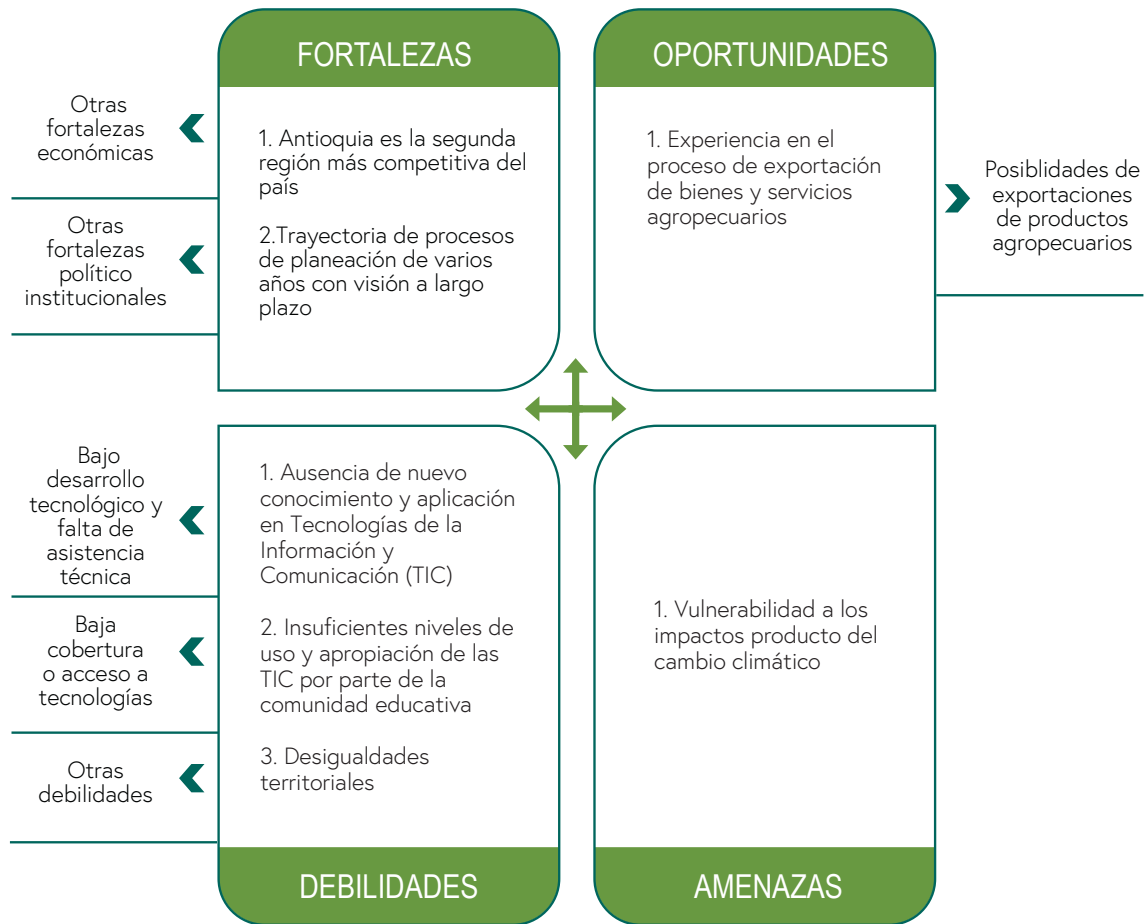 FORTALEZAS
Otras
fortalezas
económicas
Otras
fortalezas
político
institucionales
1. Antioquia es la segunda
región más competitiva del
país
2.Trayectoria de procesos
de planeación de varios
años con visión a largo
plazo
OPORTUNIDADES
1. Experiencia en el
proceso de exportación
de bienes y servicios
agropecuarios
Posiblidades de
exportaciones
de productos
agropecuarios
Bajo
desarrollo
tecnológico y
falta de
asistencia
técnica
Baja
cobertura
o acceso a
tecnologías
Otras
debilidades
1. Ausencia de nuevo
conocimiento y aplicación
en Tecnologías de la
Información y
Comunicación (TIC)
2. Insuficientes niveles de
uso y apropiación de las
TIC por parte de la
comunidad educativa
3. Desigualdades
territoriales
DEBILIDADES
1. Vulnerabilidad a los
impactos producto del
cambio climático
AMENAZAS